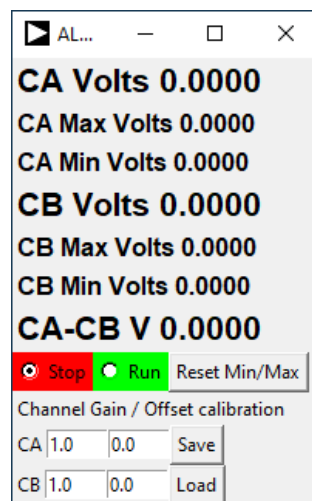 AL...
CA Volts 0.0000
CA Max Volts 0.0000
CA Min Volts 0.0000
CB Volts 0.0000
CB Max Volts 0.0000
CB Min Volts 0.0000
CA-CB V 0.0000
Stop Run Reset Min/Max
Channel Gain / Offset calibration
CA 1.0 0.0 Save
CB 1.0 0.0 Load